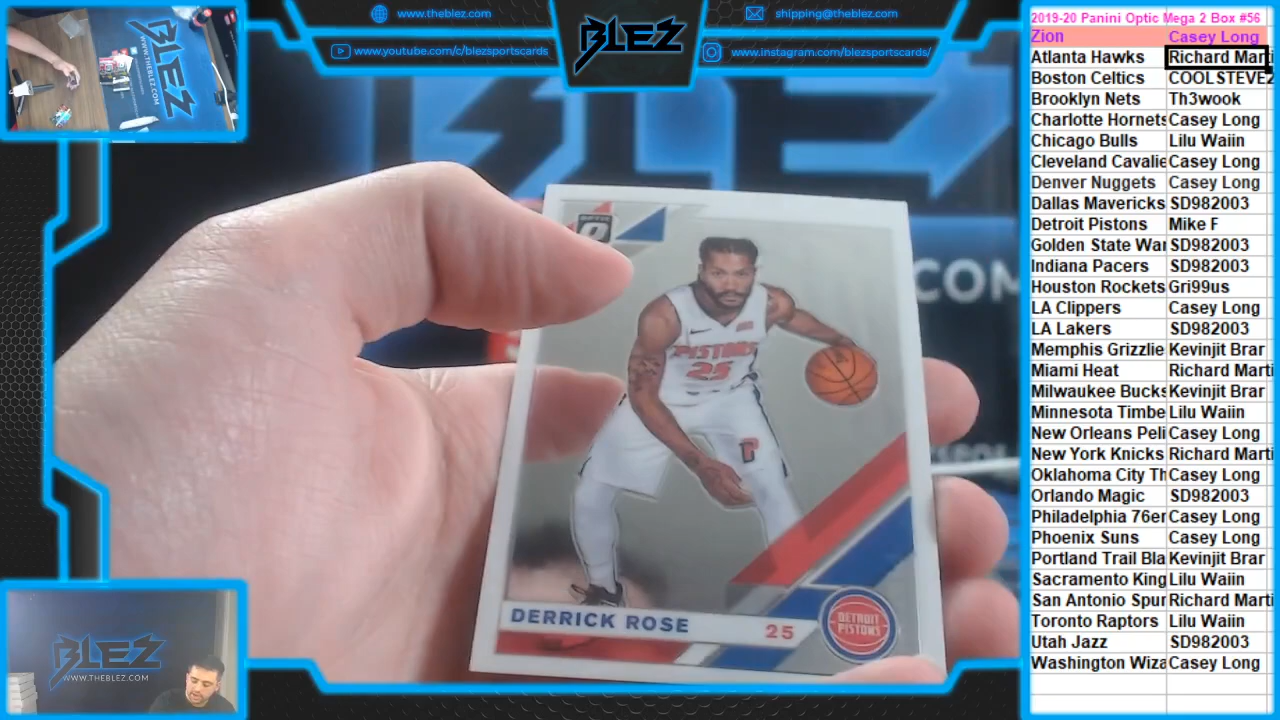 www.theblez.com
shipping@theblez.com
www.youtube.com/c/blezsportscards
www.instagram.com/blezsportscards/
BLEZ
BLEZ
WWW.THEBLEZ.COM
COM
OPTIC
PISTONS
25
DERRICK ROSE
25
DETROIT
PISTONS
BLEZ
WWW.THEBLEZ.COM
2019-20 Panini Optic Mega 2 Box #56
Zion Casey Long
Atlanta Hawks Richard Marti
Boston Celtics COOLSTEVEZ
Brooklyn Nets Th3wook
Charlotte Hornets Casey Long
Chicago Bulls Lilu Waiin
Cleveland Cavalie Casey Long
Denver Nuggets Casey Long
Dallas Mavericks SD982003
Detroit Pistons Mike F
Golden State War SD982003
Indiana Pacers SD982003
Houston Rockets Gri99us
LA Clippers Casey Long
LA Lakers SD982003
Memphis Grizzlie Kevinjit Brar
Miami Heat Richard Marti
Milwaukee Bucks Kevinjit Brar
Minnesota Timbe Lilu Waiin
New Orleans Peli Casey Long
New York Knicks Richard Marti
Oklahoma City Th Casey Long
Orlando Magic SD982003
Philadelphia 76er Casey Long
Phoenix Suns Casey Long
Portland Trail Bla Kevinjit Brar
Sacramento King Lilu Waiin
San Antonio Spur Richard Marti
Toronto Raptors Lilu Waiin
Utah Jazz SD982003
Washington Wiza Casey Long